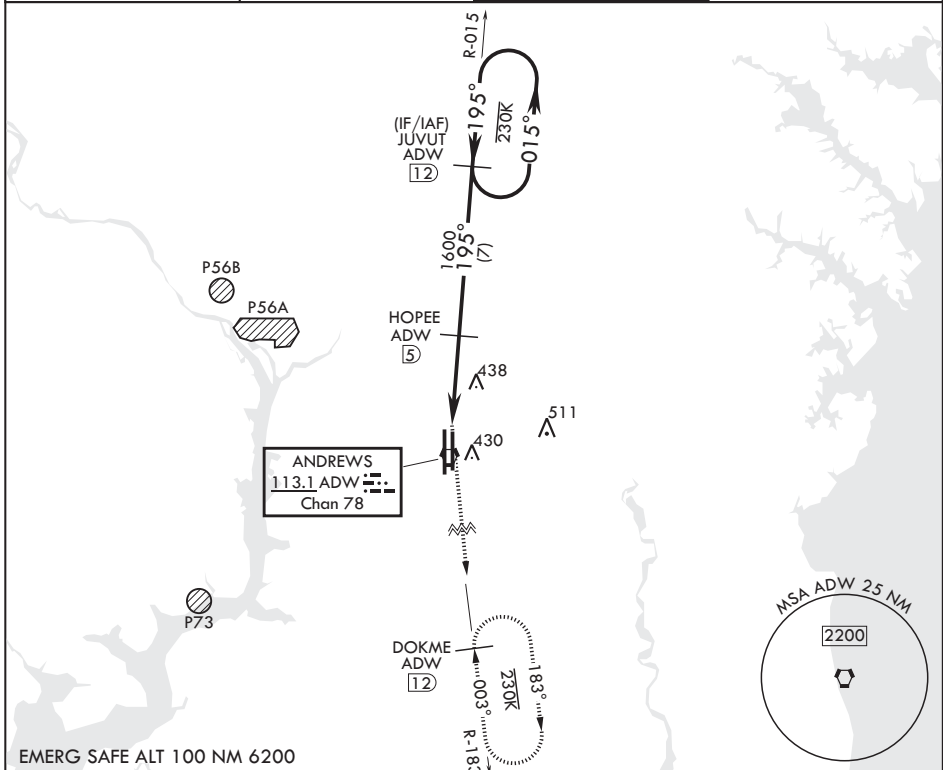 R-015
195°
230K
015°
(IF/IAF)
JUVUT
ADW
12
1600
195°
(7)
P56B
P56A
HOPEE
ADW
5
438
511
430
ANDREWS
113.1 ADW
Chan 78
P73
MSA ADW 25 NM
2200
DOKME
ADW
12
003°
230K
183°
EMERG SAFE ALT 100 NM 6200